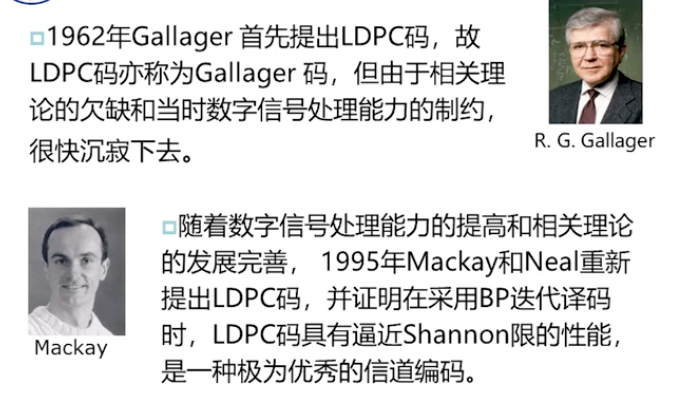 1962年Gallager 首先提出LDPC码，故
LDPC码亦称为Gallager 码，但由于相关理
论的欠缺和当时数字信号处理能力的制约，
很快沉寂下去。
R. G. Gallager
随着数字信号处理能力的提高和相关理论
的发展完善， 1995年Mackay和Neal重新
提出LDPC码，并证明在采用BP迭代译码
时，LDPC码具有逼近Shannon限的性能，
是一种极为优秀的信道编码。
Mackay